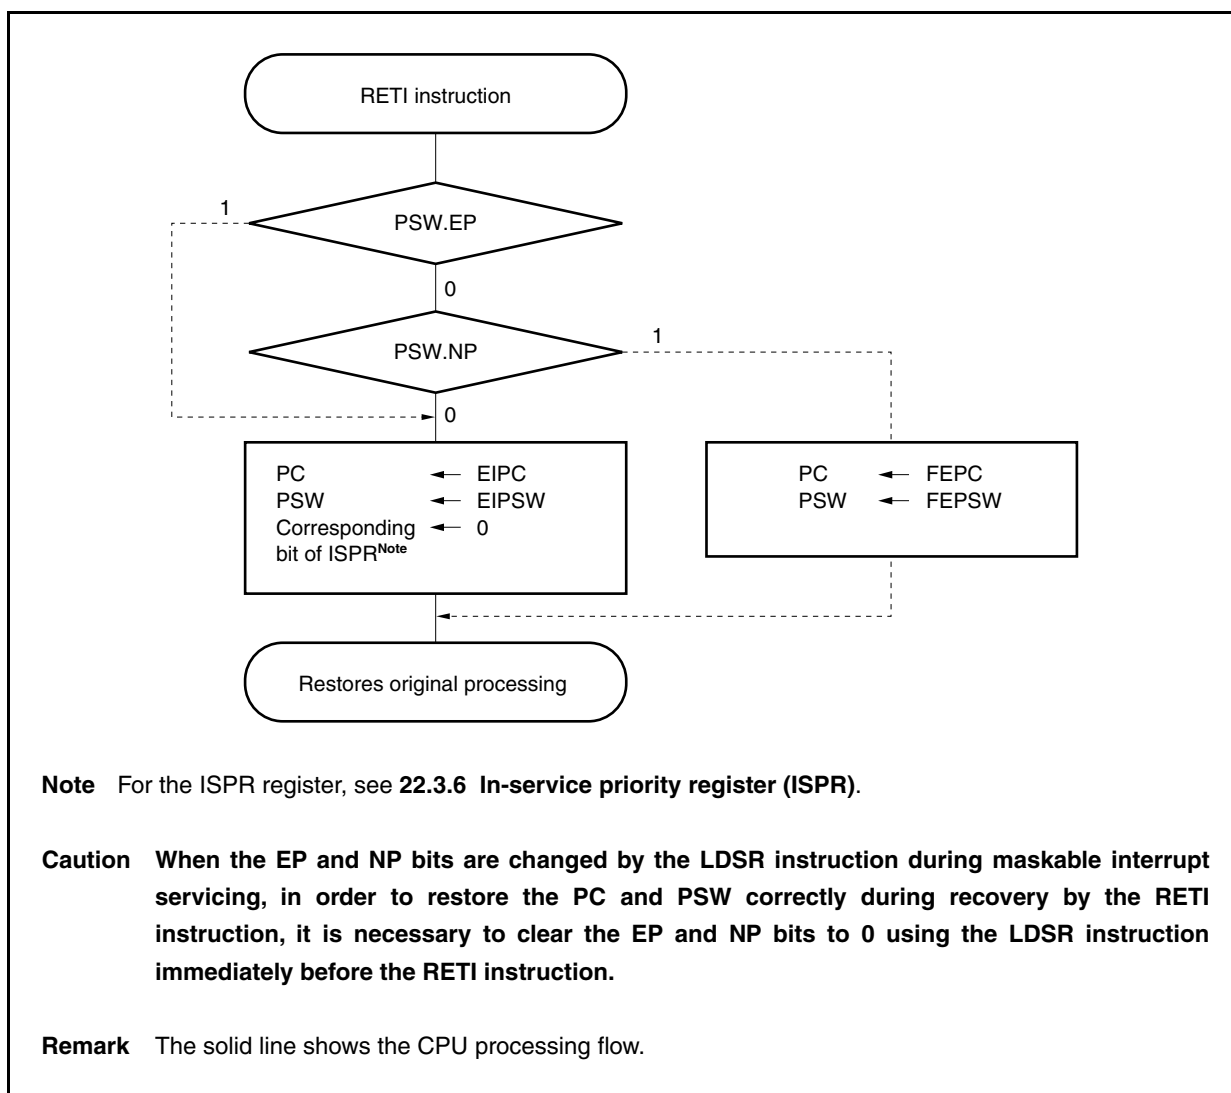 RETI instruction
1
PSW.EP
0
1
PSW.NP
0
PC ← EIPC
PSW ← EIPSW
Corresponding ← 0
bit of ISPRNote
PC ← FEPC
PSW ← FEPSW
Restores original processing
Note For the ISPR register, see 22.3.6 In-service priority register (ISPR).
Caution When the EP and NP bits are changed by the LDSR instruction during maskable interrupt
servicing, in order to restore the PC and PSW correctly during recovery by the RETI
instruction, it is necessary to clear the EP and NP bits to 0 using the LDSR instruction
immediately before the RETI instruction.
Remark The solid line shows the CPU processing flow.